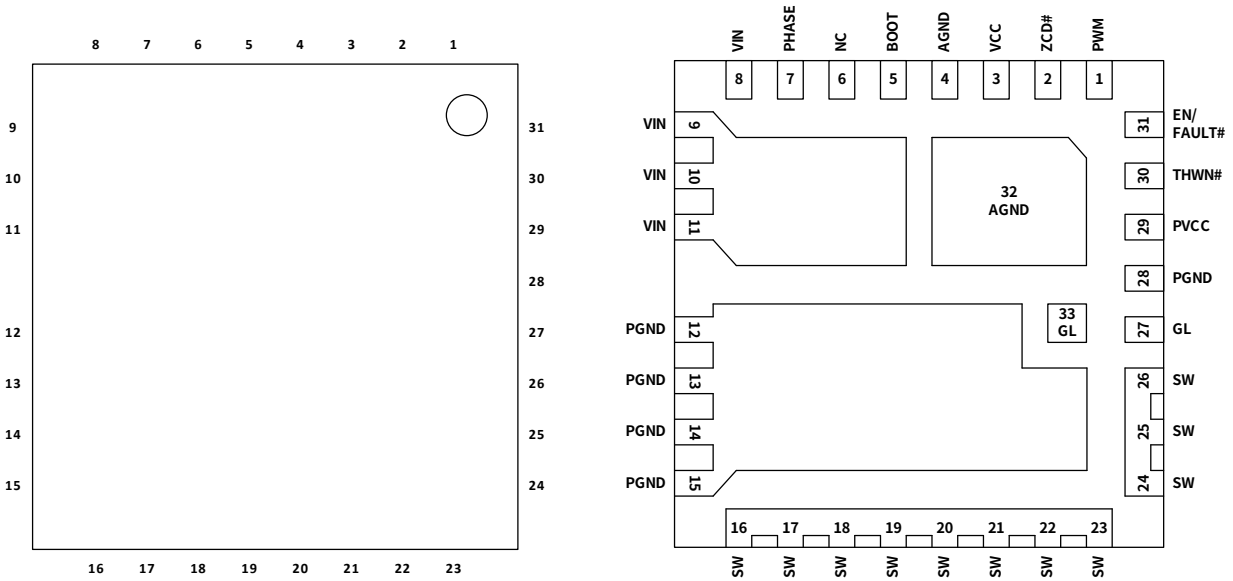 8 7 6 5 4 3 2 1
9
10
11
12
13
14
15
31
30
29
28
27
26
25
24
16 17 18 19 20 21 22 23
VIN PHASE NC BOOT AGND VCC ZCD# PWM
8 7 6 5 4 3 2 1
VIN 9
VIN 10
VIN 11
PGND 12
PGND 13
PGND 14
PGND 15
32
AGND
33
GL
31 EN/
FAULT#
30 THWN#
29 PVCC
28 PGND
27 GL
26 SW
25 SW
24 SW
16 17 18 19 20 21 22 23
SW SW SW SW SW SW SW SW